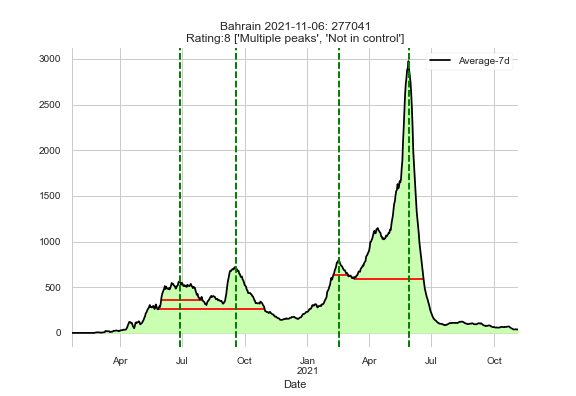 Bahrain 2021-11-06: 277041
Rating:8 ['Multiple peaks', 'Not in control']
Average-7d
3000
2500
2000
1500
1000
500
0
Apr Jul Oct Jan Apr Jul Oct
2021
Date